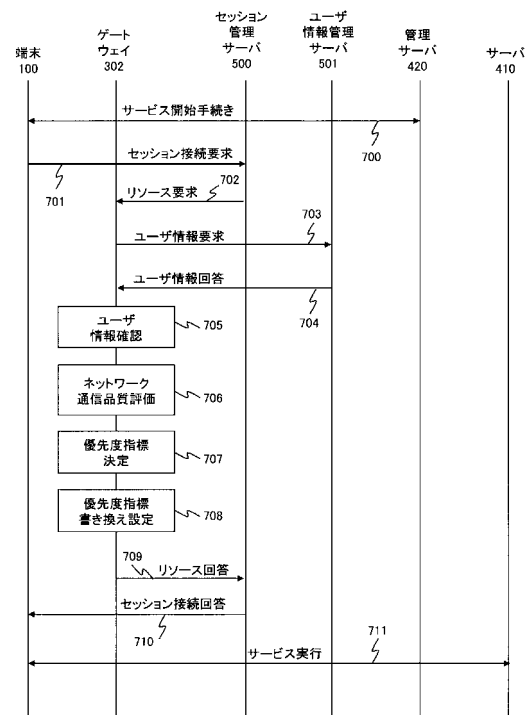 端末
100
ゲート
ウェイ
302
セッション
管理
サーバ
500
ユーザ
情報管理
サーバ
501
管理
サーバ
420
サーバ
410
サービス開始手続き
700
セッション接続要求
701
702
リソース要求
703
ユーザ情報要求
ユーザ情報回答
704
ユーザ
情報確認
705
ネットワーク
通信品質評価
706
優先度指標
決定
707
優先度指標
書き換え設定
708
709
リソース回答
セッション接続回答
710
711
サービス実行